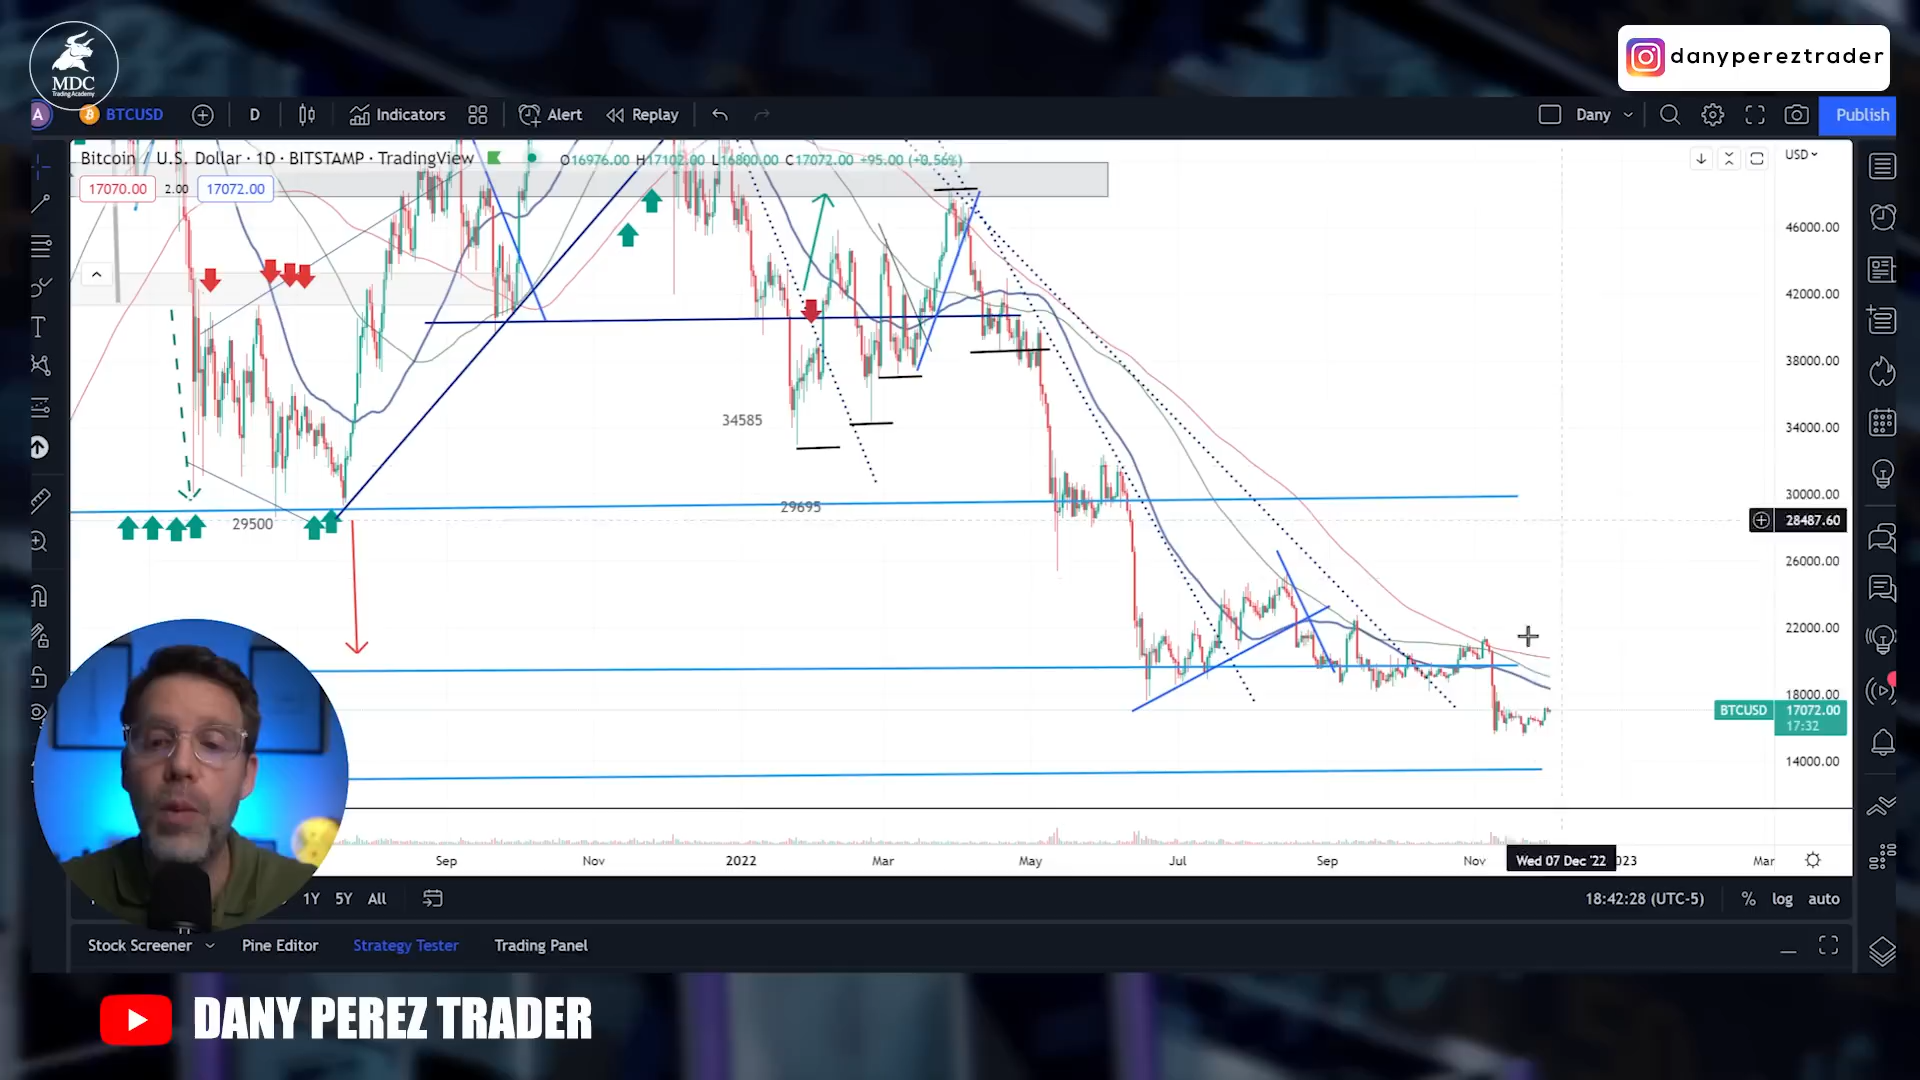 MDC
Trading Academy
danypereztrader
A
BTCUSD
D
Indicators
Alert
Replay
Dany
Publish
Bitcoin / U.S. Dollar · 1D · BITSTAMP · TradingView
O16976.00 H17102.00 L16800.00 C17072.00 +95.00 (+0.56%)
USD
17070.00
2.00
17072.00
46000.00
42000.00
38000.00
34585
34000.00
29695
30000.00
29500
28487.60
26000.00
22000.00
18000.00
BTCUSD
17072.00
17:32
14000.00
Sep
Nov
2022
Mar
May
Jul
Sep
Nov
Wed 07 Dec '22
023
Mar
1Y
5Y
All
18:42:28 (UTC-5)
%
log
auto
Stock Screener
Pine Editor
Strategy Tester
Trading Panel
DANY PEREZ TRADER